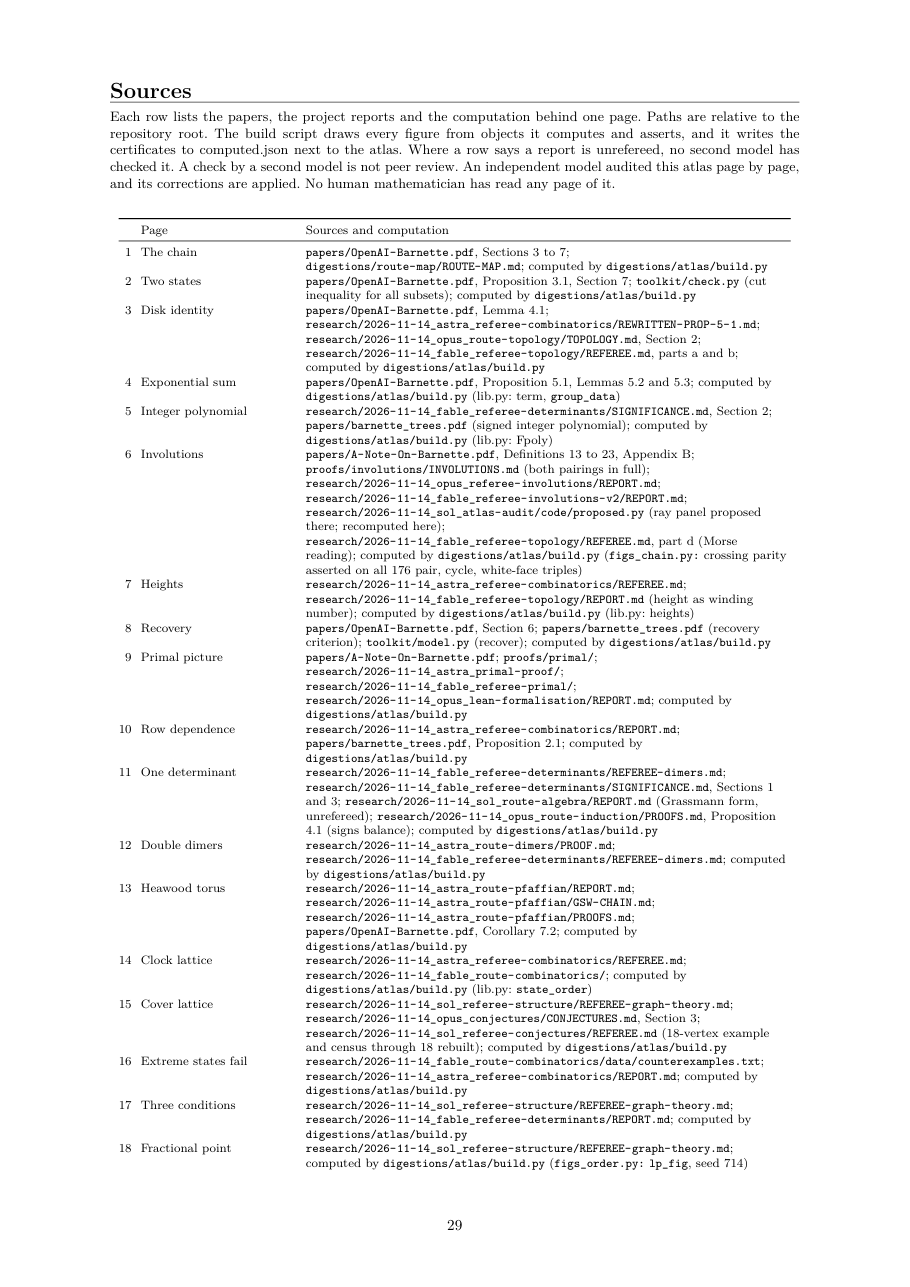 Sources
Each row lists the papers, the project reports and the computation behind one page. Paths are relative to the
repository root. The build script draws every figure from objects it computes and asserts, and it writes the
certificates to computed.json next to the atlas. Where a row says a report is unrefereed, no second model has
checked it. A check by a second model is not peer review. An independent model audited this atlas page by page,
and its corrections are applied. No human mathematician has read any page of it.
Page Sources and computation
1 The chain papers/OpenAI-Barnette.pdf, Sections 3 to 7;
digestions/route-map/ROUTE-MAP.md; computed by digestions/atlas/build.py
2 Two states papers/OpenAI-Barnette.pdf, Proposition 3.1, Section 7; toolkit/check.py (cut
inequality for all subsets); computed by digestions/atlas/build.py
3 Disk identity papers/OpenAI-Barnette.pdf, Lemma 4.1;
research/2026-11-14_astra_referee-combinatorics/REWRITTEN-PROP-5-1.md;
research/2026-11-14_opus_route-topology/TOPOLOGY.md, Section 2;
research/2026-11-14_fable_referee-topology/REFEREE.md, parts a and b;
computed by digestions/atlas/build.py
4 Exponential sum papers/OpenAI-Barnette.pdf, Proposition 5.1, Lemmas 5.2 and 5.3; computed by
digestions/atlas/build.py (lib.py: term, group_data)
5 Integer polynomial research/2026-11-14_fable_referee-determinants/SIGNIFICANCE.md, Section 2;
papers/barnette_trees.pdf (signed integer polynomial); computed by
digestions/atlas/build.py (lib.py: Fpoly)
6 Involutions papers/A-Note-On-Barnette.pdf, Definitions 13 to 23, Appendix B;
proofs/involutions/INVOLUTIONS.md (both pairings in full);
research/2026-11-14_opus_referee-involutions/REPORT.md;
research/2026-11-14_fable_referee-involutions-v2/REPORT.md;
research/2026-11-14_sol_atlas-audit/code/proposed.py (ray panel proposed
there; recomputed here);
research/2026-11-14_fable_referee-topology/REFEREE.md, part d (Morse
reading); computed by digestions/atlas/build.py (figs_chain.py: crossing parity
asserted on all 176 pair, cycle, white-face triples)
7 Heights research/2026-11-14_astra_referee-combinatorics/REFEREE.md;
research/2026-11-14_fable_referee-topology/REPORT.md (height as winding
number); computed by digestions/atlas/build.py (lib.py: heights)
8 Recovery papers/OpenAI-Barnette.pdf, Section 6; papers/barnette_trees.pdf (recovery
criterion); toolkit/model.py (recover); computed by digestions/atlas/build.py
9 Primal picture papers/A-Note-On-Barnette.pdf; proofs/primal/;
research/2026-11-14_astra_primal-proof/;
research/2026-11-14_fable_referee-primal/;
research/2026-11-14_opus_lean-formalisation/REPORT.md; computed by
digestions/atlas/build.py
10 Row dependence research/2026-11-14_astra_referee-combinatorics/REPORT.md;
papers/barnette_trees.pdf, Proposition 2.1; computed by
digestions/atlas/build.py
11 One determinant research/2026-11-14_fable_referee-determinants/REFEREE-dimers.md;
research/2026-11-14_fable_referee-determinants/SIGNIFICANCE.md, Sections 1
and 3; research/2026-11-14_sol_route-algebra/REPORT.md (Grassmann form,
unrefereed); research/2026-11-14_opus_route-induction/PROOFS.md, Proposition
4.1 (signs balance); computed by digestions/atlas/build.py
12 Double dimers research/2026-11-14_astra_route-dimers/PROOF.md;
research/2026-11-14_fable_referee-determinants/REFEREE-dimers.md; computed
by digestions/atlas/build.py
13 Heawood torus research/2026-11-14_astra_route-pfaffian/REPORT.md;
research/2026-11-14_astra_route-pfaffian/GSW-CHAIN.md;
research/2026-11-14_astra_route-pfaffian/PROOFS.md;
papers/OpenAI-Barnette.pdf, Corollary 7.2; computed by
digestions/atlas/build.py
14 Clock lattice research/2026-11-14_astra_referee-combinatorics/REFEREE.md;
research/2026-11-14_fable_route-combinatorics/; computed by
digestions/atlas/build.py (lib.py: state_order)
15 Cover lattice research/2026-11-14_sol_referee-structure/REFEREE-graph-theory.md;
research/2026-11-14_opus_conjectures/CONJECTURES.md, Section 3;
research/2026-11-14_sol_referee-conjectures/REFEREE.md (18-vertex example
and census through 18 rebuilt); computed by digestions/atlas/build.py
16 Extreme states fail research/2026-11-14_fable_route-combinatorics/data/counterexamples.txt;
research/2026-11-14_astra_referee-combinatorics/REPORT.md; computed by
digestions/atlas/build.py
17 Three conditions research/2026-11-14_sol_referee-structure/REFEREE-graph-theory.md;
research/2026-11-14_fable_referee-determinants/REPORT.md; computed by
digestions/atlas/build.py
18 Fractional point research/2026-11-14_sol_referee-structure/REFEREE-graph-theory.md;
computed by digestions/atlas/build.py (figs_order.py: lp_fig, seed 714)
29